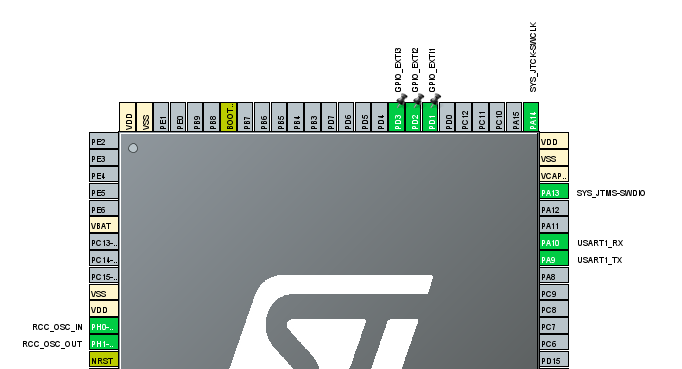 GPIO_EXTI3
GPIO_EXTI2
GPIO_EXTI1
SYS_JTCK-SWCLK
VDD
VSS
PE1
PE0
PB9
PB8
BOOT..
PB7
PB6
PB5
PB4
PB3
PD7
PD6
PD5
PD4
PD3
PD2
PD1
PD0
PC12
PC11
PC10
PA15
PA14
PE2
PE3
PE4
PE5
PE6
VBAT
PC13-..
PC14-..
PC15-..
VSS
VDD
RCC_OSC_IN PH0-..
RCC_OSC_OUT PH1-..
NRST
VDD
VSS
VCAP..
PA13 SYS_JTMS-SWDIO
PA12
PA11
PA10 USART1_RX
PA9 USART1_TX
PA8
PC9
PC8
PC7
PC6
PD15